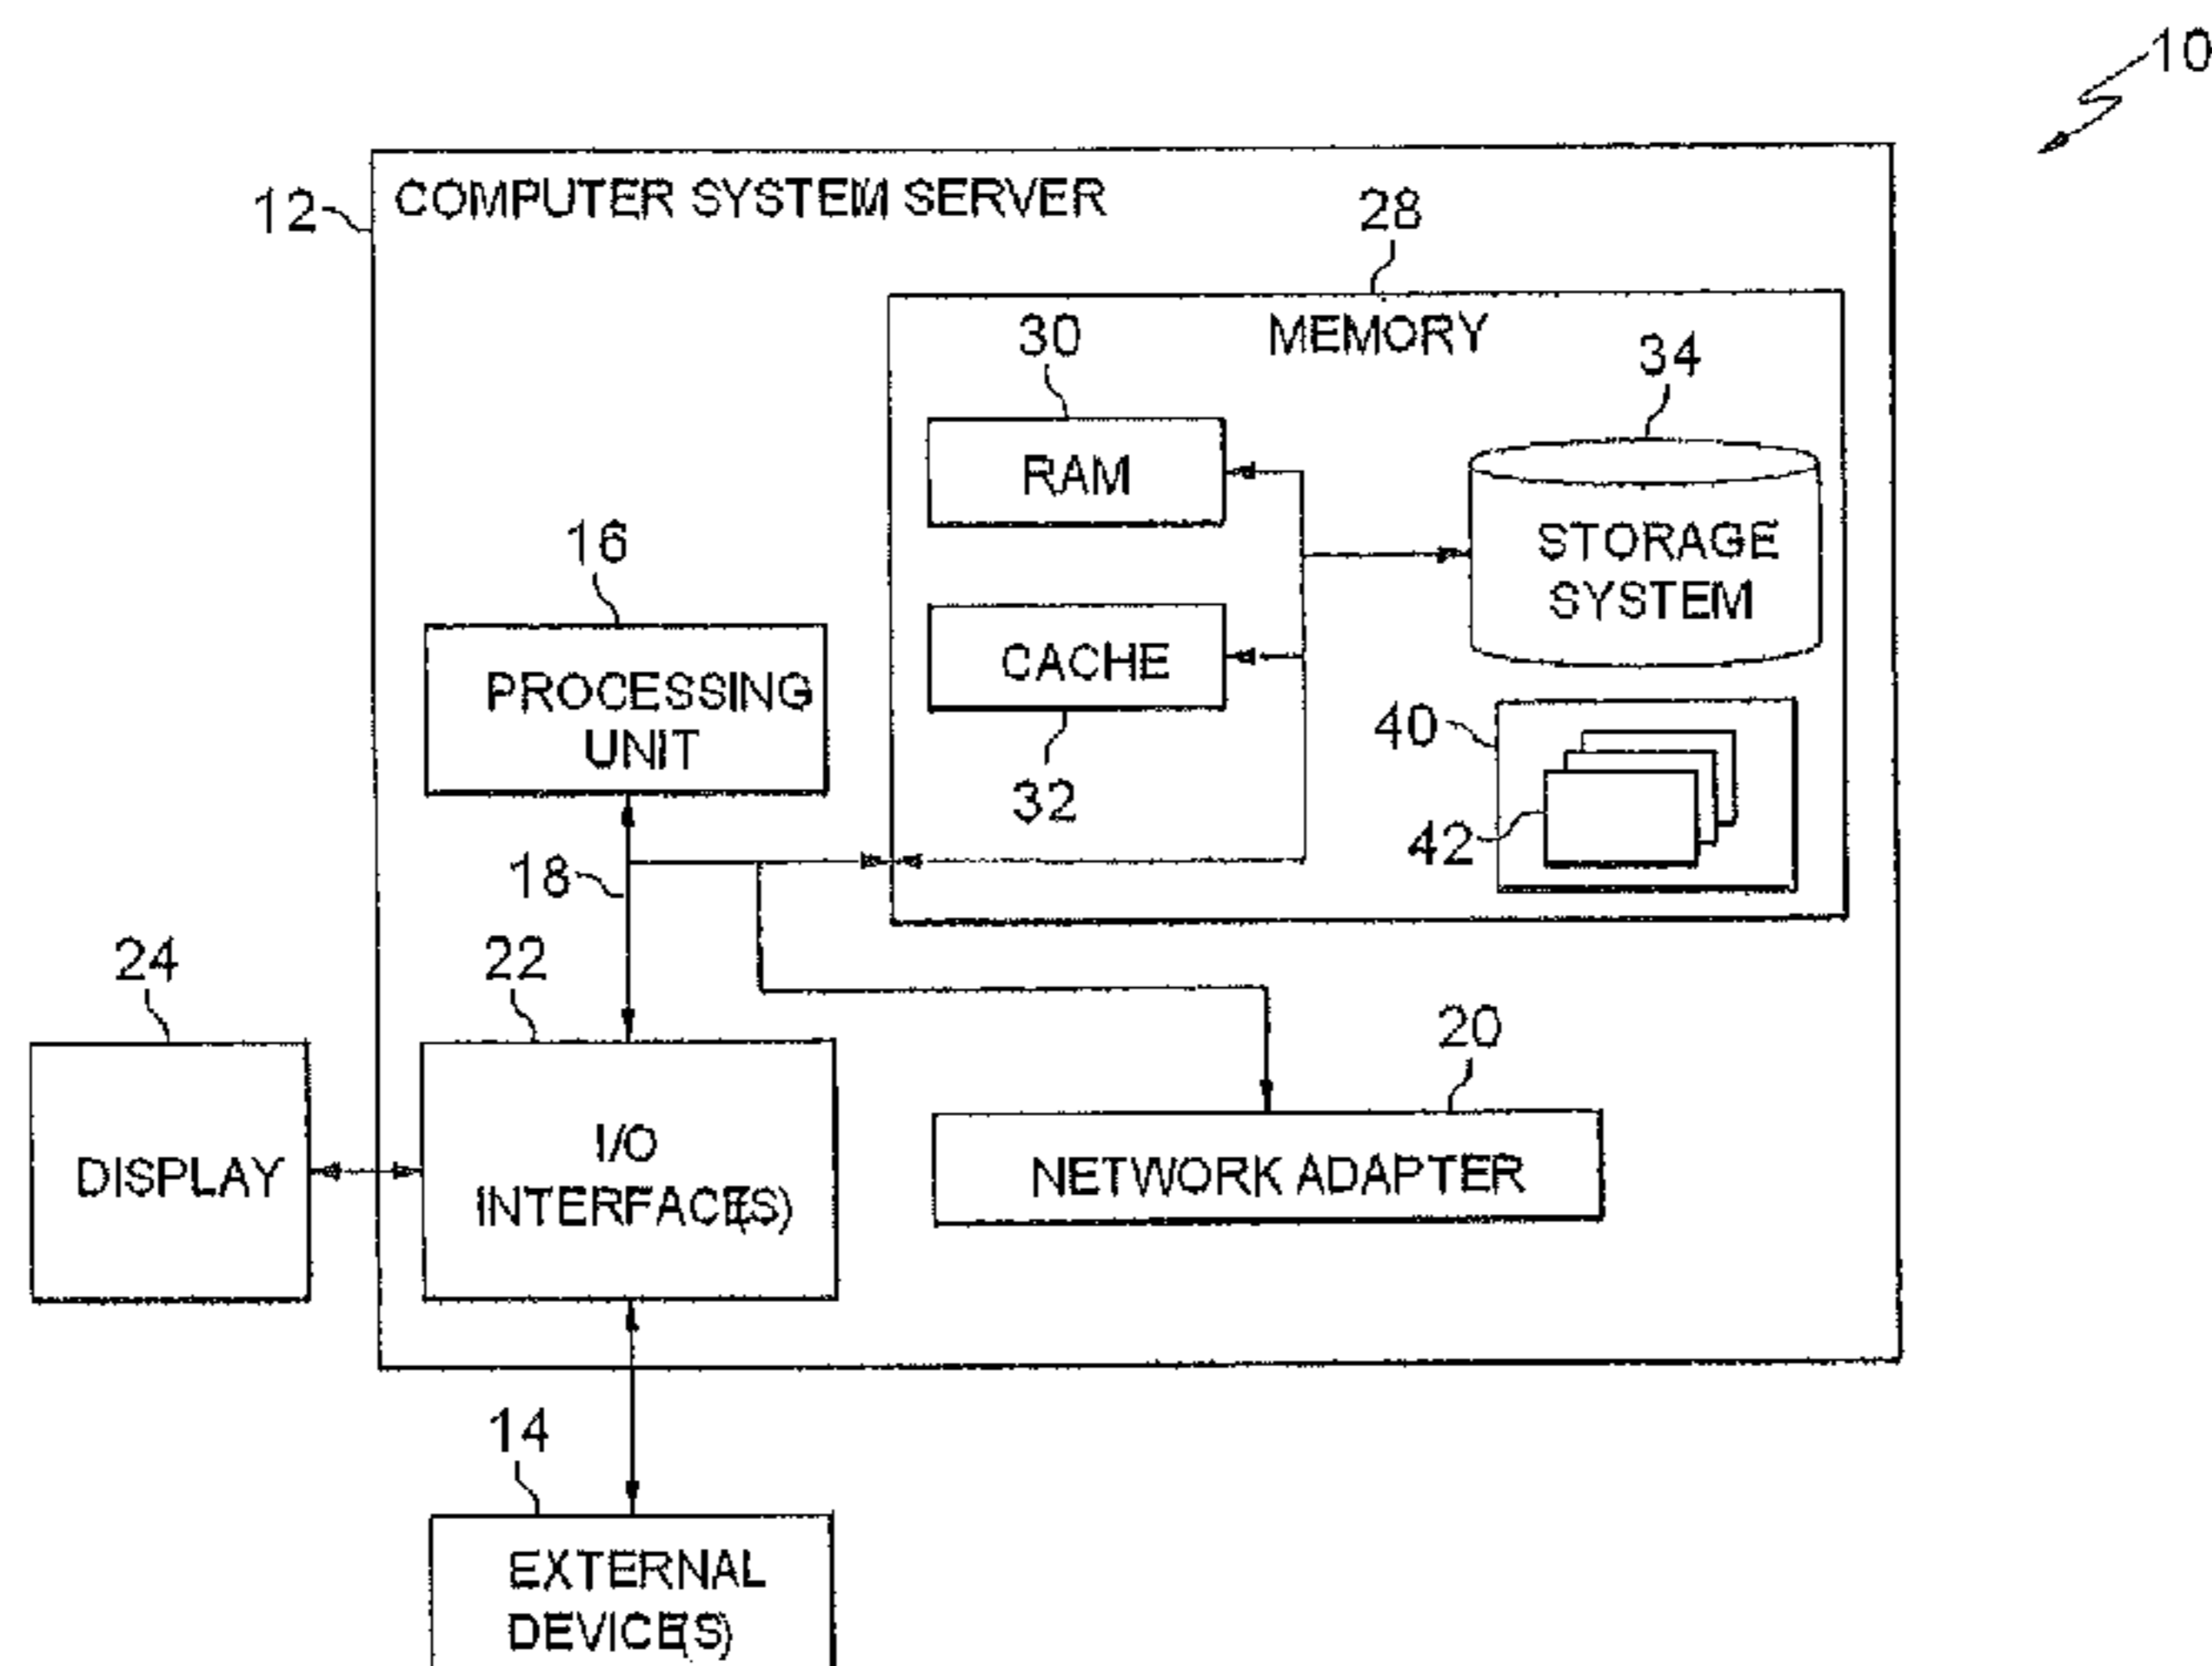 10
12
COMPUTER SYSTEM SERVER
28
MEMORY
30
34
RAM
STORAGE
SYSTEM
16
PROCESSING
UNIT
CACHE
32
40
42
18
24
22
20
DISPLAY
I/O
INTERFACE(S)
NETWORK ADAPTER
14
EXTERNAL
DEVICE(S)